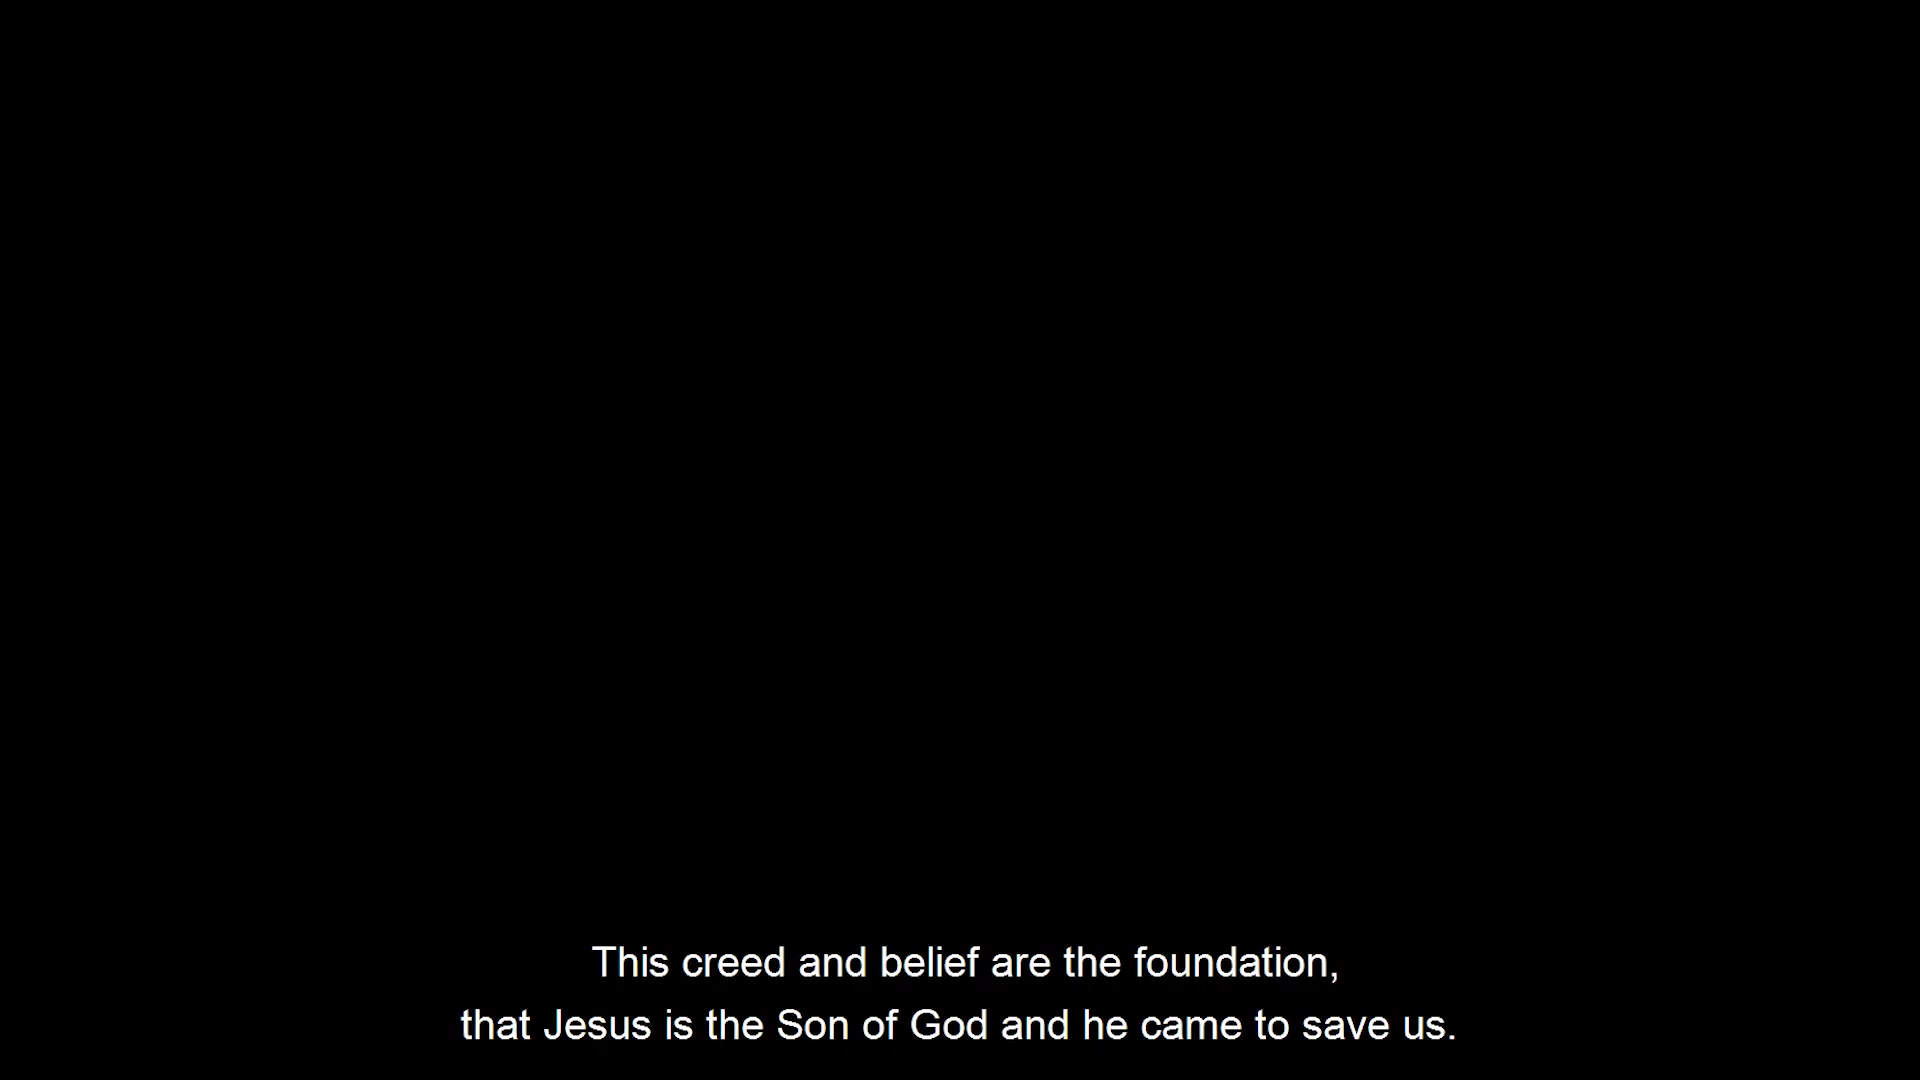 This creed and belief are the foundation,
that Jesus is the Son of God and he came to save us.